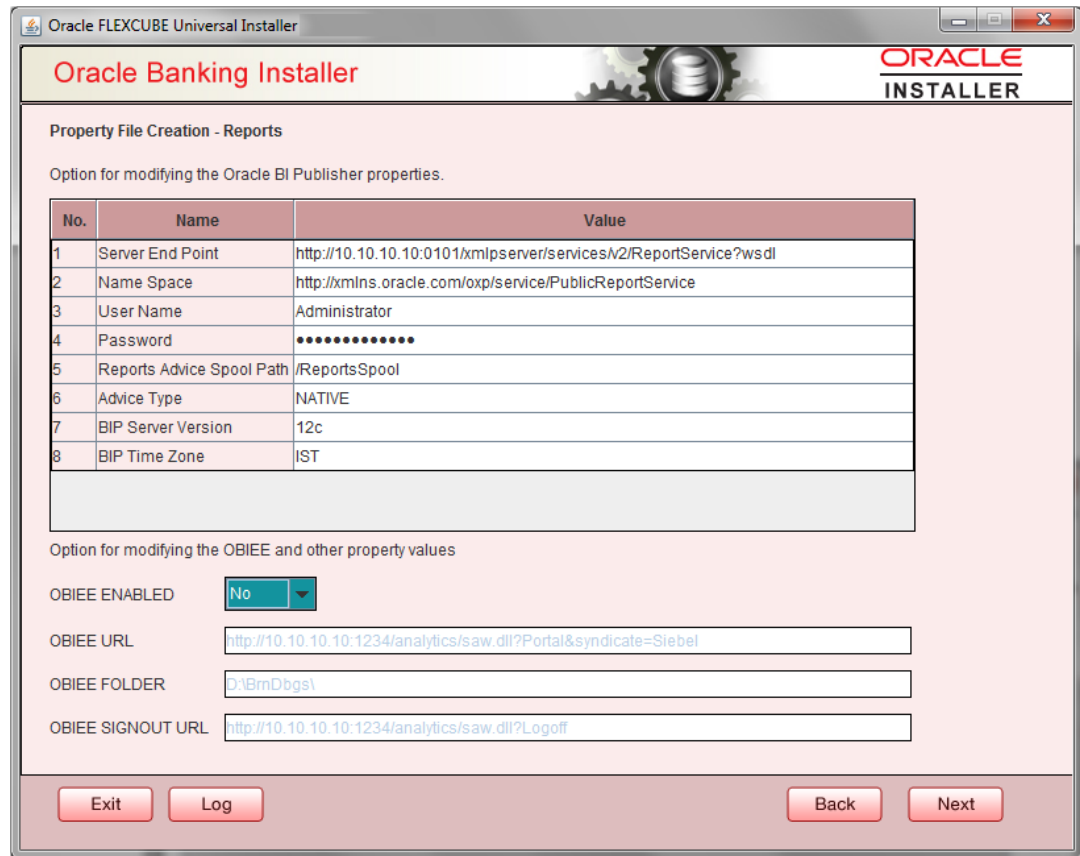 Oracle FLEXCUBE Universal Installer
Oracle Banking Installer
ORACLE
INSTALLER
Property File Creation - Reports
Option for modifying the Oracle BI Publisher properties.
No. Name Value
1 Server End Point http://10.10.10.10:0101/xmlpserver/services/v2/ReportService?wsdl
2 Name Space http://xmlns.oracle.com/oxp/service/PublicReportService
3 User Name Administrator
4 Password •••••••••••••
5 Reports Advice Spool Path /ReportsSpool
6 Advice Type NATIVE
7 BIP Server Version 12c
8 BIP Time Zone IST
Option for modifying the OBIEE and other property values
OBIEE ENABLED No
OBIEE URL http://10.10.10.10:1234/analytics/saw.dll?Portal&syndicate=Siebel
OBIEE FOLDER D:\BrnDbgs\
OBIEE SIGNOUT URL http://10.10.10.10:1234/analytics/saw.dll?Logoff
Exit Log Back Next